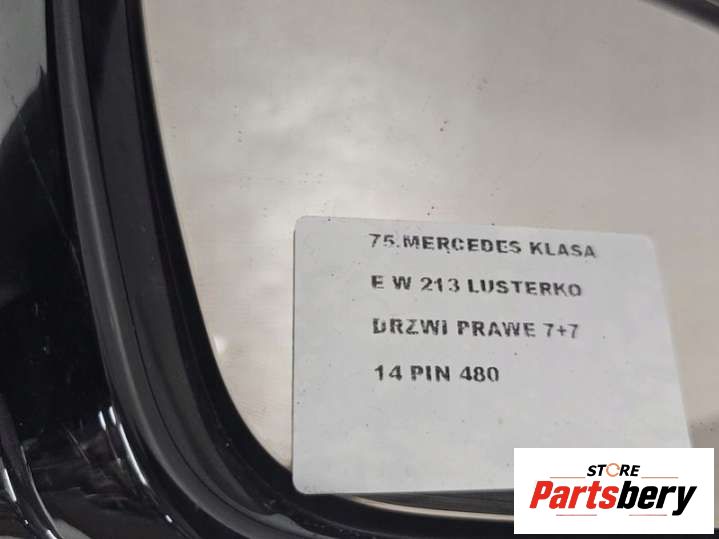 75.MERCEDES KLASA
E W 213 LUSTERKO
DRZWI PRAWE 7+7
14 PIN 480
STORE
Partsbery